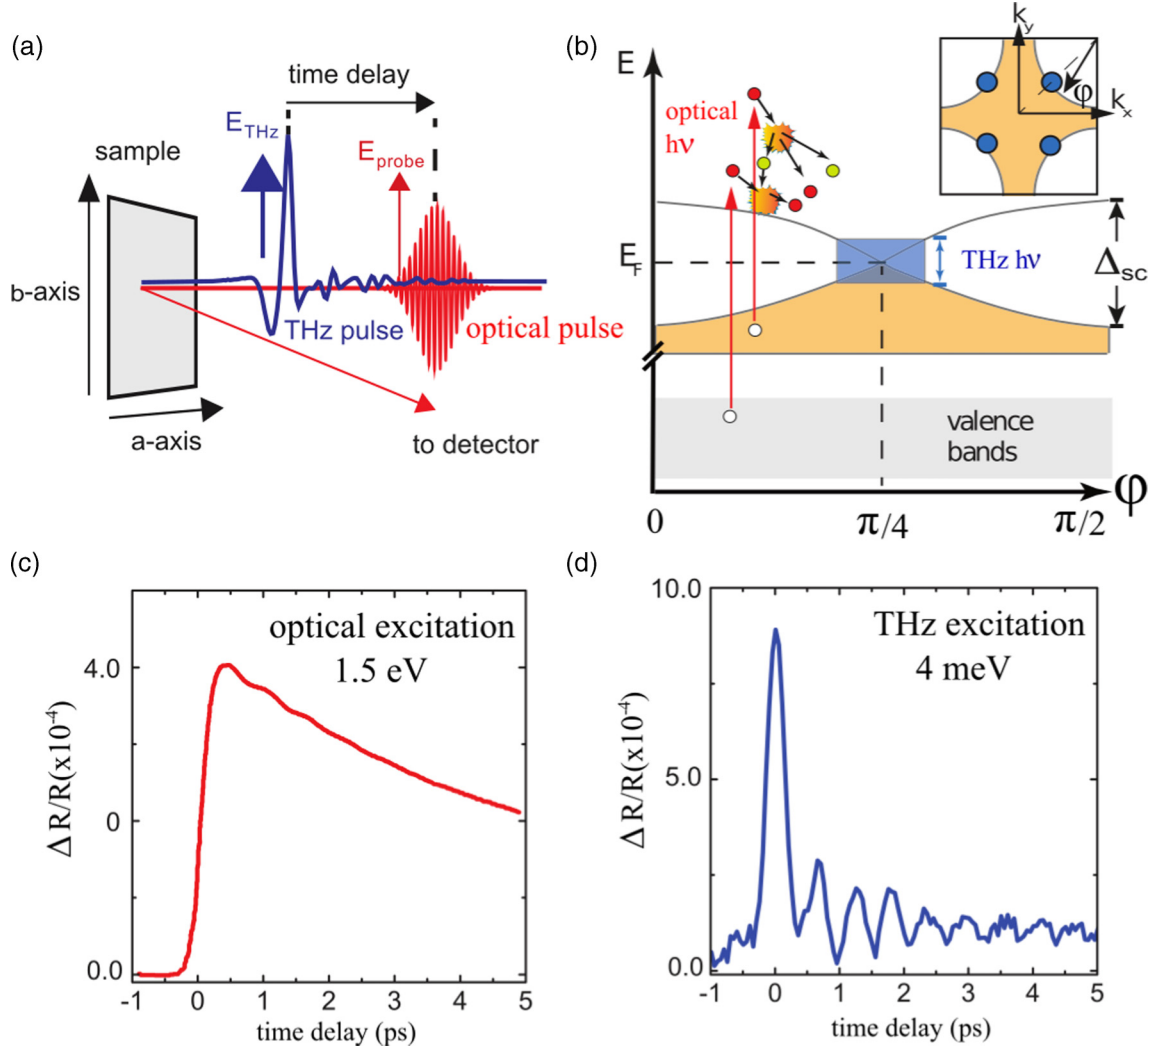 (a)
time delay
E_THz
E_probe
sample
b-axis
THz pulse
optical pulse
a-axis
to detector
(b)
E
optical
hν
k_y
φ
k_x
E_F
THz hν
Δ_sc
valence
bands
φ
0
π/4
π/2
(c)
optical excitation
1.5 eV
4.0
0
0.0
ΔR/R(x10⁻⁴)
-1 0 1 2 3 4 5
time delay (ps)
(d)
10.0
THz excitation
4 meV
5.0
0.0
ΔR/R(x10⁻⁴)
-1 0 1 2 3 4 5
time delay (ps)